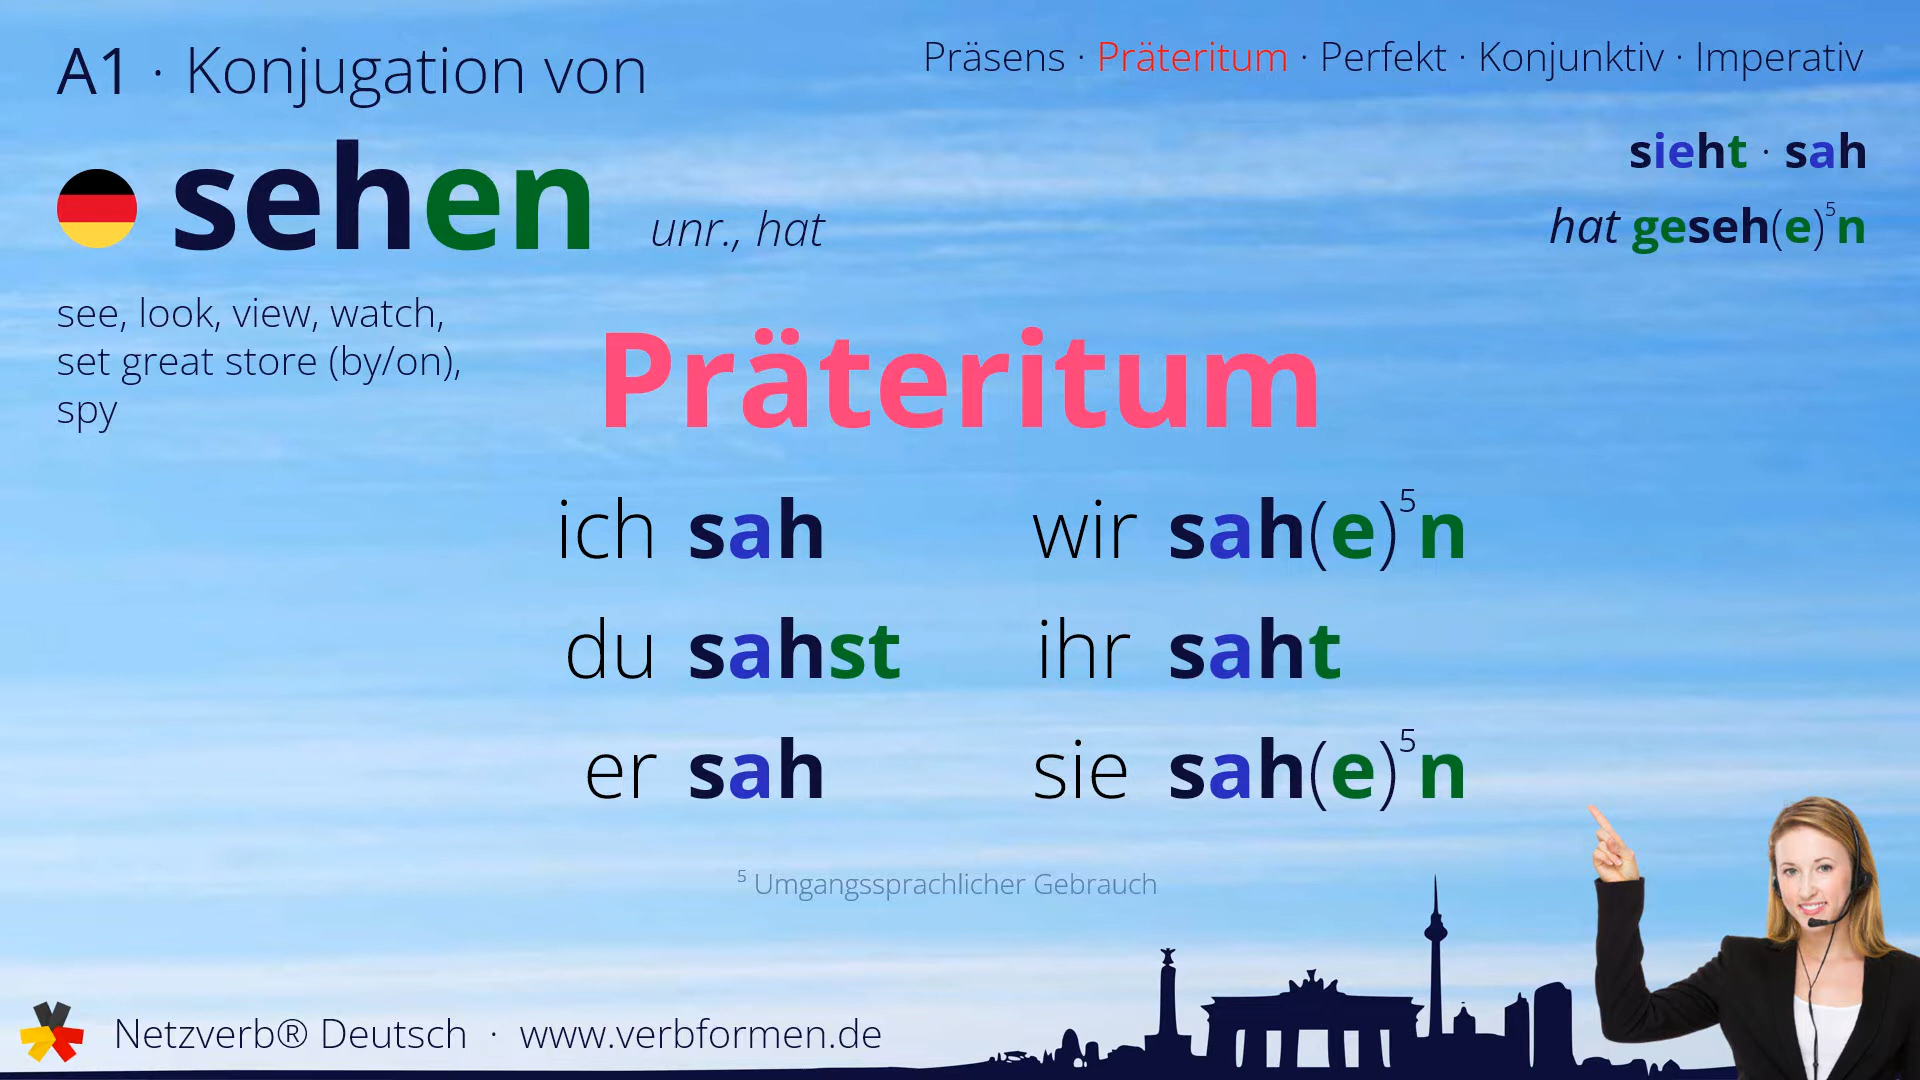 A1 · Konjugation von
Präsens · Präteritum · Perfekt · Konjunktiv · Imperativ
sehen unr., hat
sieht · sah
hat geseh(e)⁵n
see, look, view, watch,
set great store (by/on),
spy
Präteritum
ich sah wir sah(e)⁵n
du sahst ihr saht
er sah sie sah(e)⁵n
⁵ Umgangssprachlicher Gebrauch
Netzverb® Deutsch · www.verbformen.de